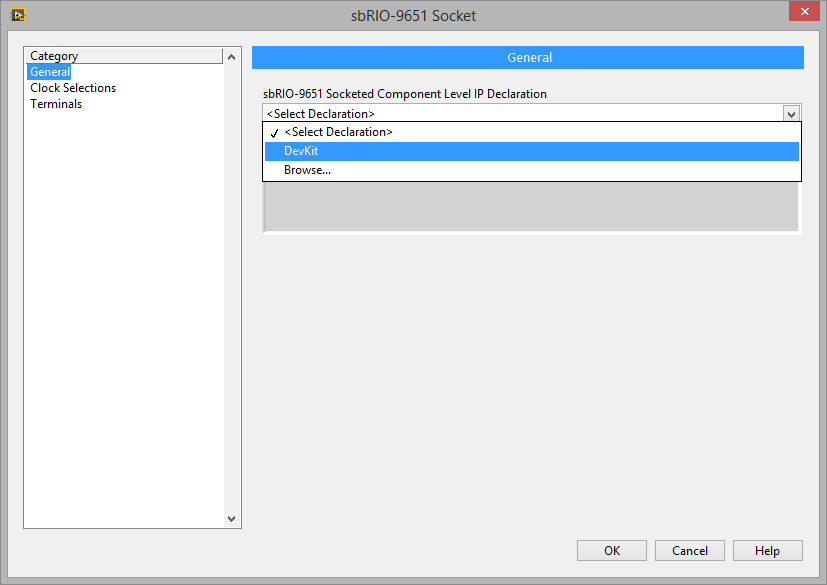 sbRIO-9651 Socket
Category
General
Clock Selections
Terminals
General
sbRIO-9651 Socketed Component Level IP Declaration
<Select Declaration>
✓ <Select Declaration>
DevKit
Browse...
OK
Cancel
Help